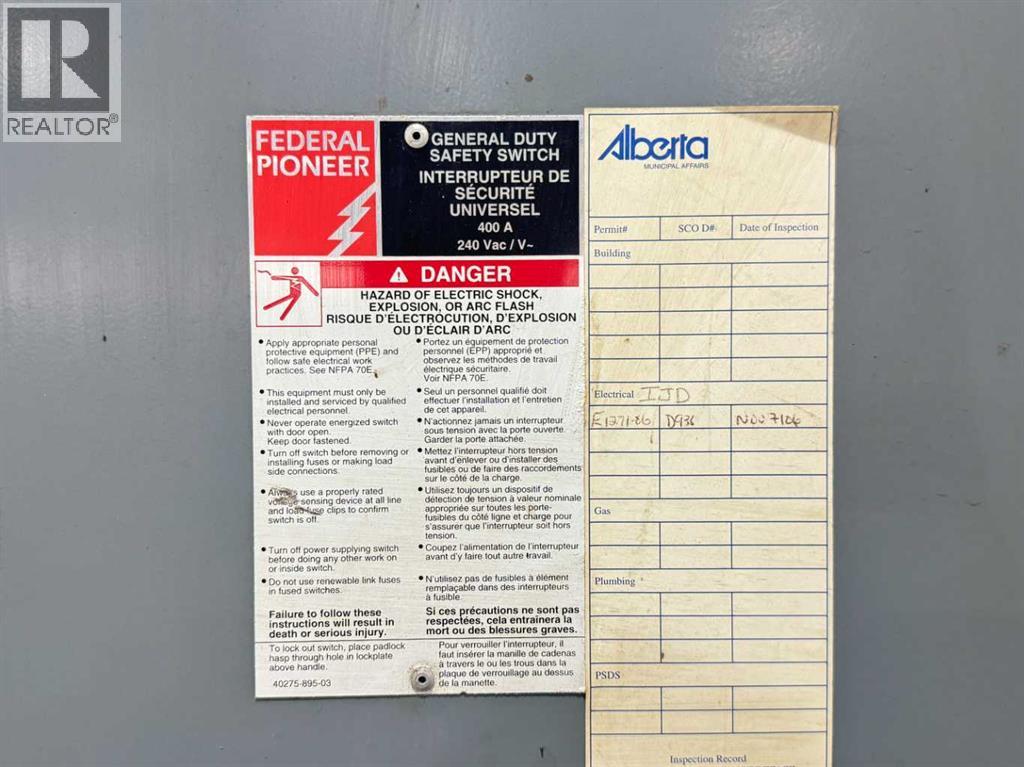 REALTOR®
FEDERAL
PIONEER
GENERAL DUTY
SAFETY SWITCH
INTERRUPTEUR DE
SÉCURITÉ
UNIVERSEL
400 A
240 Vac / V~
DANGER
HAZARD OF ELECTRIC SHOCK,
EXPLOSION, OR ARC FLASH
RISQUE D'ÉLECTROCUTION, D'EXPLOSION
OU D'ÉCLAIR D'ARC
• Apply appropriate personal
protective equipment (PPE) and
follow safe electrical work
practices. See NFPA 70E.
• This equipment must only be
installed and serviced by qualified
electrical personnel.
• Never operate energized switch
with door open.
Keep door fastened.
• Turn off switch before removing or
installing fuses or making load
side connections.
• Always use a properly rated
voltage sensing device at all line
and load fuse clips to confirm
switch is off.
• Turn off power supplying switch
before doing any other work on
or inside switch.
• Do not use renewable link fuses
in fused switches.
Failure to follow these
instructions will result in
death or serious injury.
To lock out switch, place padlock
hasp through hole in lockplate
above handle.
40275-895-03
• Portez un équipement de protection
personnel (EPP) approprié et
observez les méthodes de travail
électrique sécuritaire.
Voir NFPA 70E.
• Seul un personnel qualifié doit
effectuer l'installation et l'entretien
de cet appareil.
• N'actionnez jamais un interrupteur
sous tension avec la porte ouverte.
Garder la porte attachée.
• Mettez l'interrupteur hors tension
avant d'enlever ou d'installer des
fusibles ou de faire des raccordements
sur le côté de la charge.
• Utilisez toujours un dispositif de
détection de tension à valeur nominale
appropriée sur toutes les porte-
fusibles du côté ligne et charge pour
s'assurer que l'interrupteur soit hors
tension.
• Coupez l'alimentation de l'interrupteur
avant d'y faire tout autre travail.
• N'utilisez pas de fusibles à élément
remplaçable dans des interrupteurs
à fusible.
Si ces précautions ne sont pas
respectées, cela entraînera la
mort ou des blessures graves.
Pour verrouiller l'interrupteur, il
faut insérer la manille de cadenas
à travers le ou les trous dans la
plaque de verrouillage au dessus
de la manette.
Alberta
MUNICIPAL AFFAIRS
Permit# SCO D# Date of Inspection
Building
Electrical IJD
E1271-06 D936 NOV 7/06
Gas
Plumbing
PSDS
Inspection Record